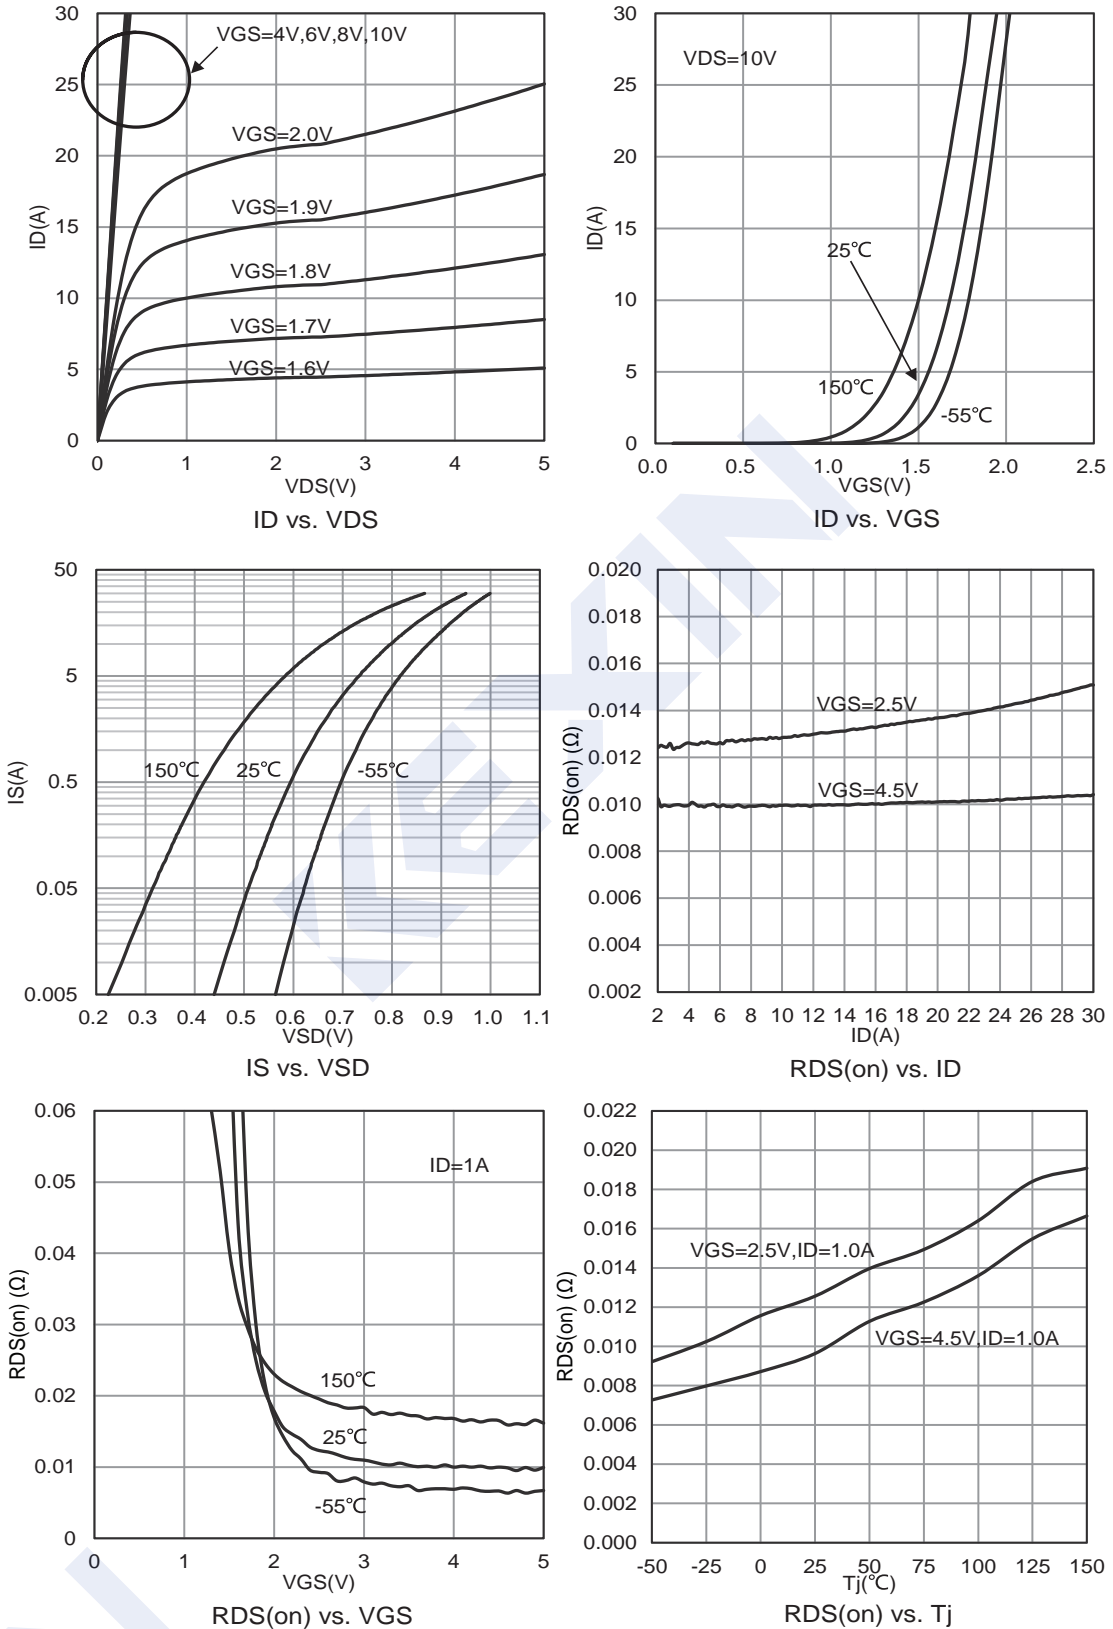 30
25
20
15
10
5
0
ID(A)
VGS=4V,6V,8V,10V
VGS=2.0V
VGS=1.9V
VGS=1.8V
VGS=1.7V
VGS=1.6V
0 1 2 3 4 5
VDS(V)
ID vs. VDS
30
25
20
15
10
5
0
ID(A)
VDS=10V
25℃
150℃
-55℃
0.0 0.5 1.0 1.5 2.0 2.5
VGS(V)
ID vs. VGS
50
5
0.5
0.05
0.005
IS(A)
150℃ 25℃ -55℃
0.2 0.3 0.4 0.5 0.6 0.7 0.8 0.9 1.0 1.1
VSD(V)
IS vs. VSD
0.020
0.018
0.016
0.014
0.012
0.010
0.008
0.006
0.004
0.002
RDS(on) (Ω)
VGS=2.5V
VGS=4.5V
2 4 6 8 10 12 14 16 18 20 22 24 26 28 30
ID(A)
RDS(on) vs. ID
0.06
0.05
0.04
0.03
0.02
0.01
0
RDS(on) (Ω)
ID=1A
150℃
25℃
-55℃
0 1 2 3 4 5
VGS(V)
RDS(on) vs. VGS
0.022
0.020
0.018
0.016
0.014
0.012
0.010
0.008
0.006
0.004
0.002
0.000
RDS(on) (Ω)
VGS=2.5V,ID=1.0A
VGS=4.5V,ID=1.0A
-50 -25 0 25 50 75 100 125 150
Tj(℃)
RDS(on) vs. Tj
KEXIN